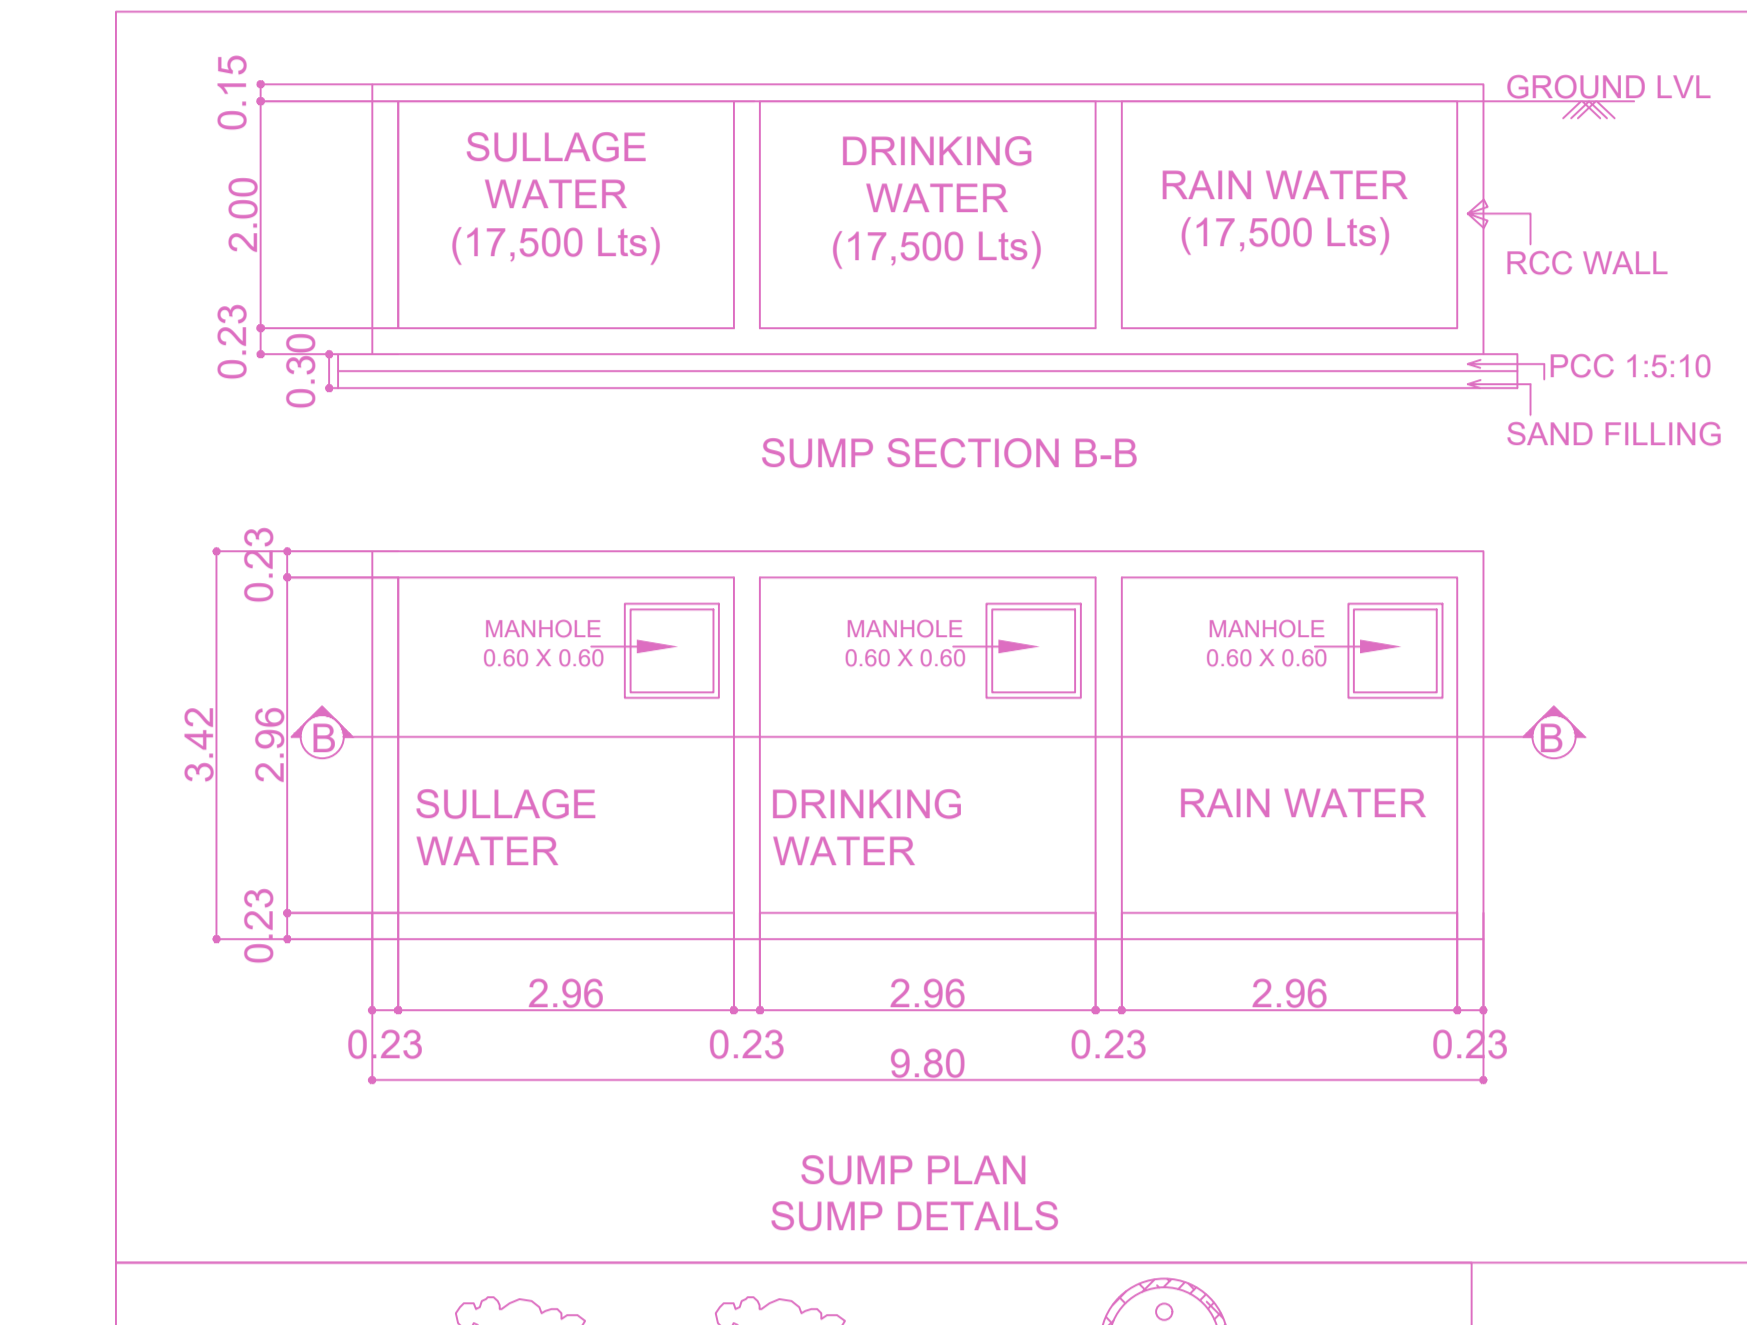 0.15
GROUND LVL
SULLAGE
WATER
(17,500 Lts)
DRINKING
WATER
(17,500 Lts)
RAIN WATER
(17,500 Lts)
2.00
RCC WALL
0.23
0.30
PCC 1:5:10
SAND FILLING
SUMP SECTION B-B
0.23
MANHOLE
0.60 X 0.60
MANHOLE
0.60 X 0.60
MANHOLE
0.60 X 0.60
3.42
2.96
B
B
SULLAGE
WATER
DRINKING
WATER
RAIN WATER
0.23
2.96
2.96
2.96
0.23
0.23
0.23
0.23
9.80
SUMP PLAN
SUMP DETAILS